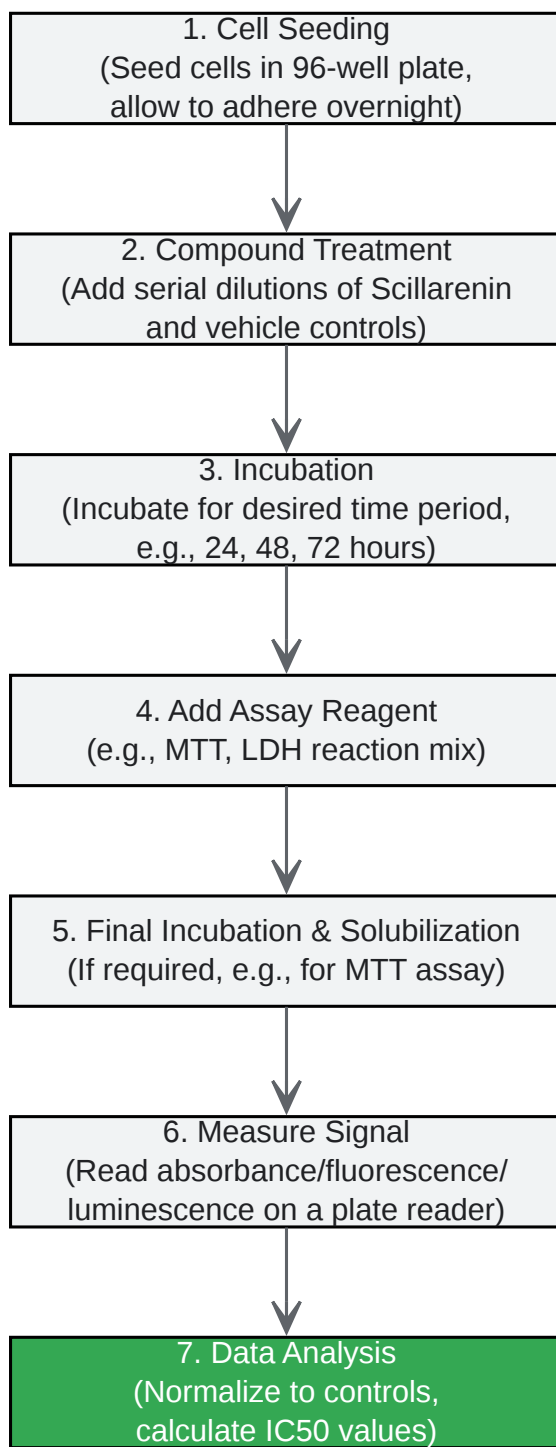 1. Cell Seeding
(Seed cells in 96-well plate,
allow to adhere overnight)
2. Compound Treatment
(Add serial dilutions of Scillarenin
and vehicle controls)
3. Incubation
(Incubate for desired time period,
e.g., 24, 48, 72 hours)
4. Add Assay Reagent
(e.g., MTT, LDH reaction mix)
5. Final Incubation & Solubilization
(If required, e.g., for MTT assay)
6. Measure Signal
(Read absorbance/fluorescence/
luminescence on a plate reader)
7. Data Analysis
(Normalize to controls,
calculate IC50 values)